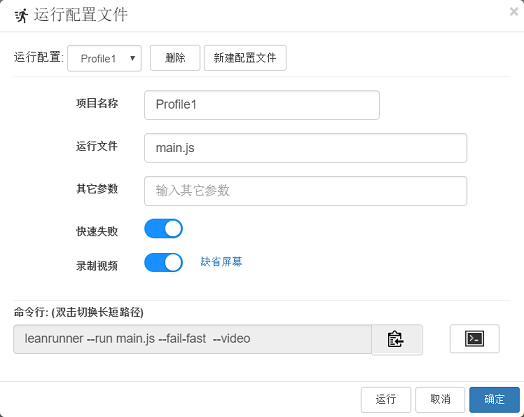 运行配置文件
运行配置: Profile1 删除 新建配置文件
项目名称 Profile1
运行文件 main.js
其它参数 输入其它参数
快速失败
录制视频 缺省屏幕
命令行: (双击切换长短路径)
leanrunner --run main.js --fail-fast --video
运行 取消 确定